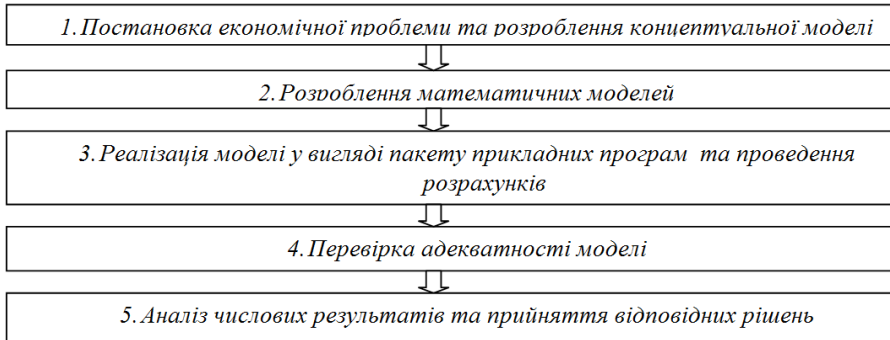 1. Постановка економічної проблеми та розроблення концептуальної моделі
2. Розроблення математичних моделей
3. Реалізація моделі у вигляді пакету прикладних програм та проведення
розрахунків
4. Перевірка адекватності моделі
5. Аналіз числових результатів та прийняття відповідних рішень